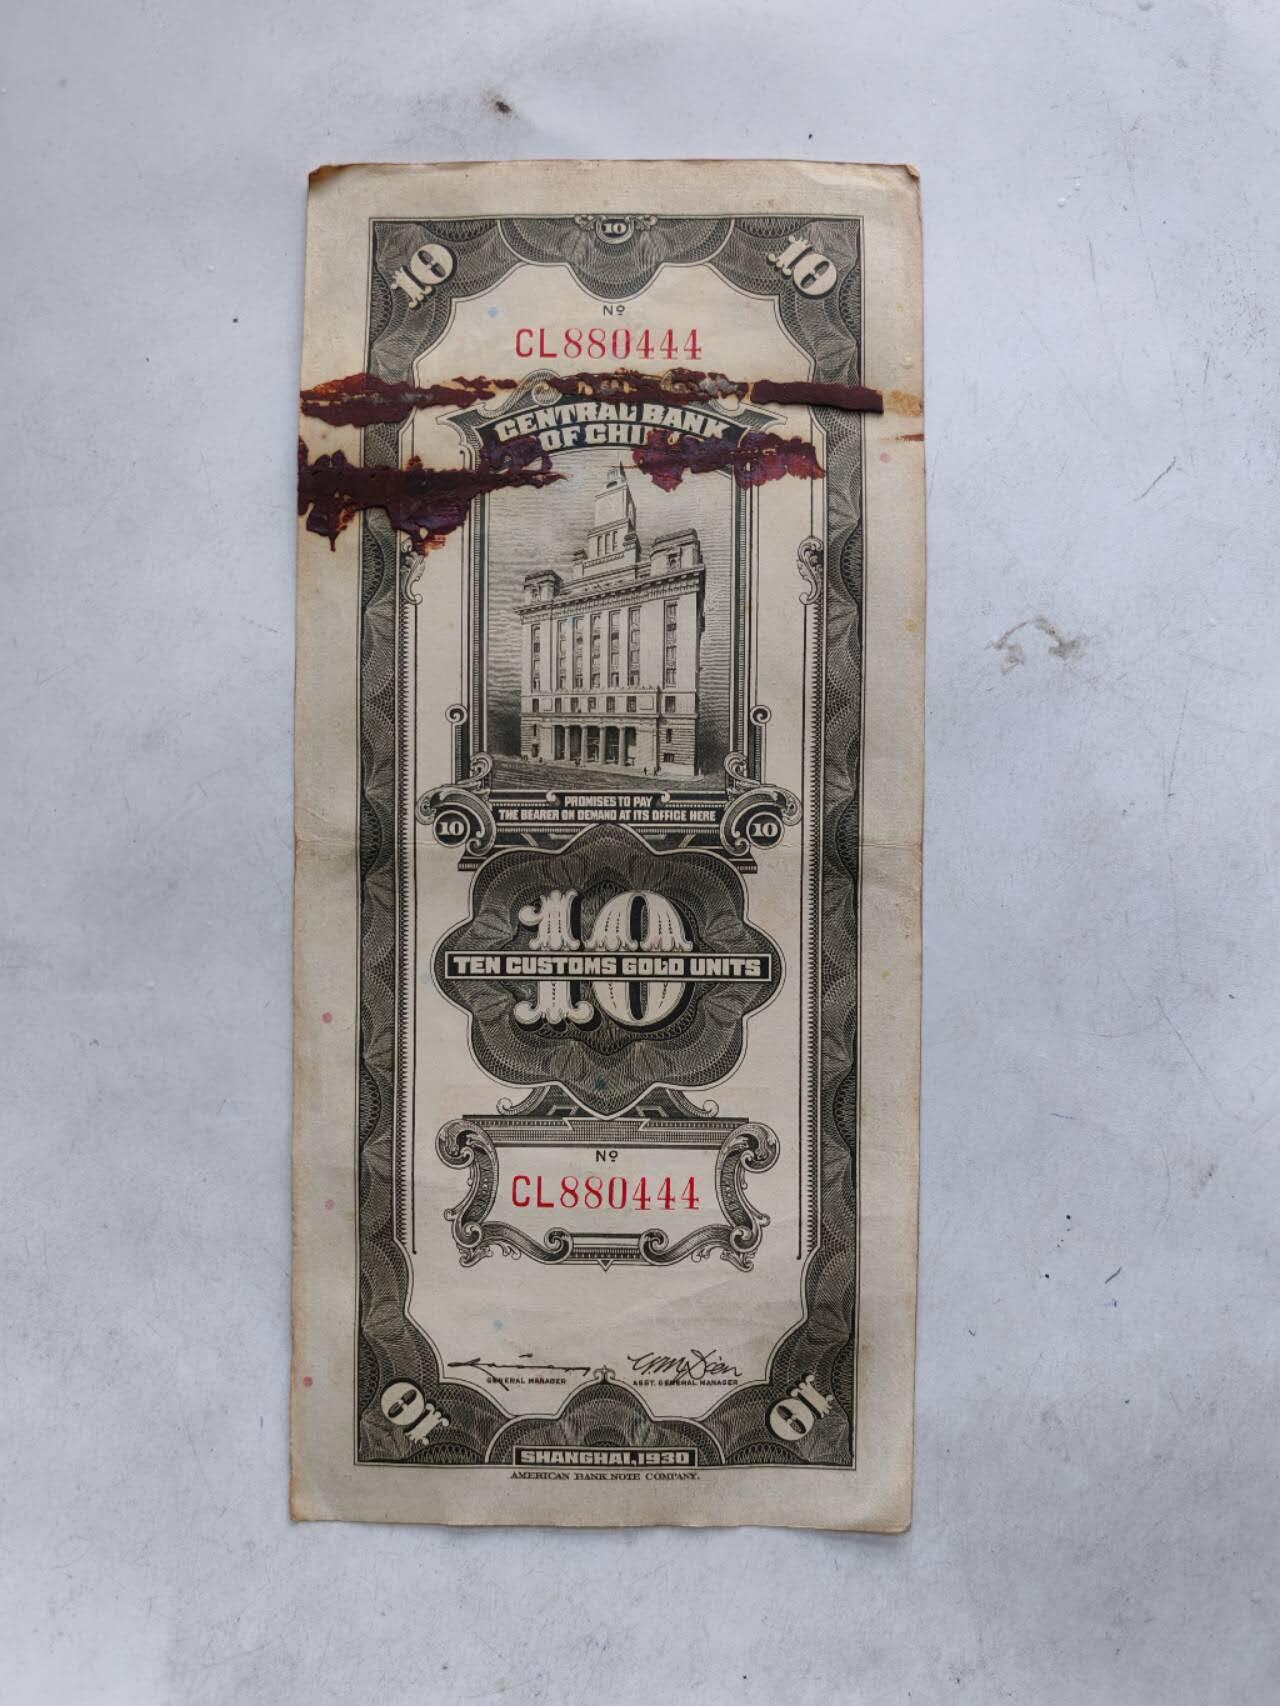 10
10 10
Nº
CL880444
CENTRAL BANK
OF CHI
PROMISES TO PAY
THE BEARER ON DEMAND AT ITS OFFICE HERE
10 10
10
TEN CUSTOMS GOLD UNITS
Nº
CL880444
GENERAL MANAGER ASST. GENERAL MANAGER
10 10
SHANGHAI, 1930
AMERICAN BANK NOTE COMPANY.